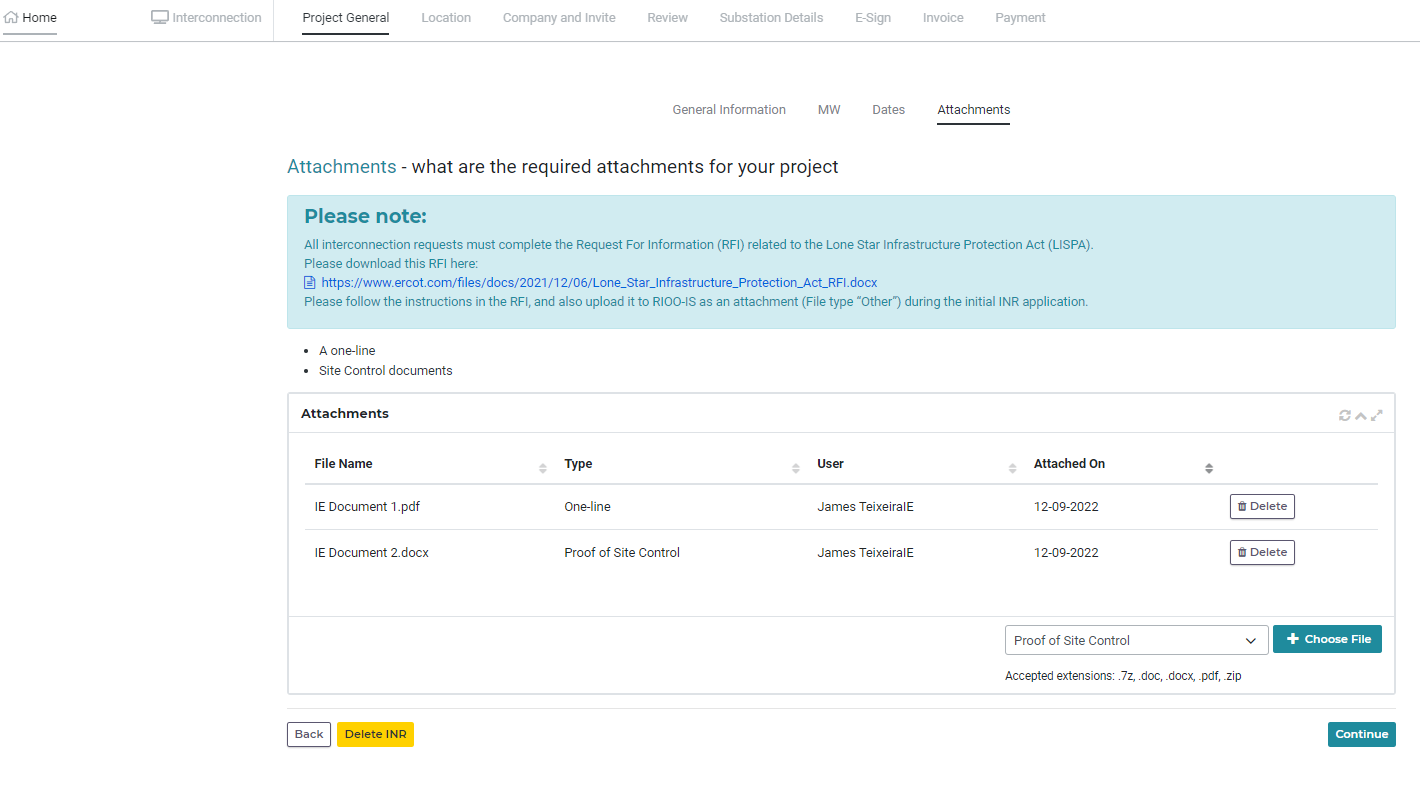 Home Interconnection Project General Location Company and Invite Review Substation Details E-Sign Invoice Payment
General Information MW Dates Attachments
Attachments - what are the required attachments for your project
Please note:
All interconnection requests must complete the Request For Information (RFI) related to the Lone Star Infrastructure Protection Act (LISPA).
Please download this RFI here:
https://www.ercot.com/files/docs/2021/12/06/Lone_Star_Infrastructure_Protection_Act_RFI.docx
Please follow the instructions in the RFI, and also upload it to RIOO-IS as an attachment (File type “Other”) during the initial INR application.
• A one-line
• Site Control documents
Attachments
File Name Type User Attached On
IE Document 1.pdf One-line James TeixeiraIE 12-09-2022 Delete
IE Document 2.docx Proof of Site Control James TeixeiraIE 12-09-2022 Delete
Proof of Site Control Choose File
Accepted extensions: .7z, .doc, .docx, .pdf, .zip
Back Delete INR Continue